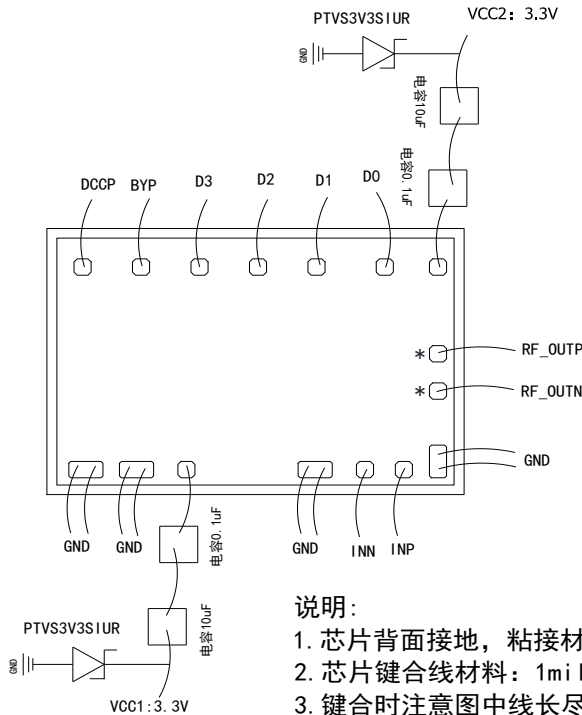 PTVS3V3S1UR
VCC2: 3.3V
GND
电容10uF
电容0.1uF
DCCP
BYP
D3
D2
D1
D0
* RF_OUTP
* RF_OUTN
GND
GND
GND
GND
INN
INP
电容0.1uF
电容10uF
PTVS3V3S1UR
GND
VCC1:3.3V
说明:
1.芯片背面接地，粘接材
2.芯片键合线材料：1mil
3.键合时注意图中线长尽